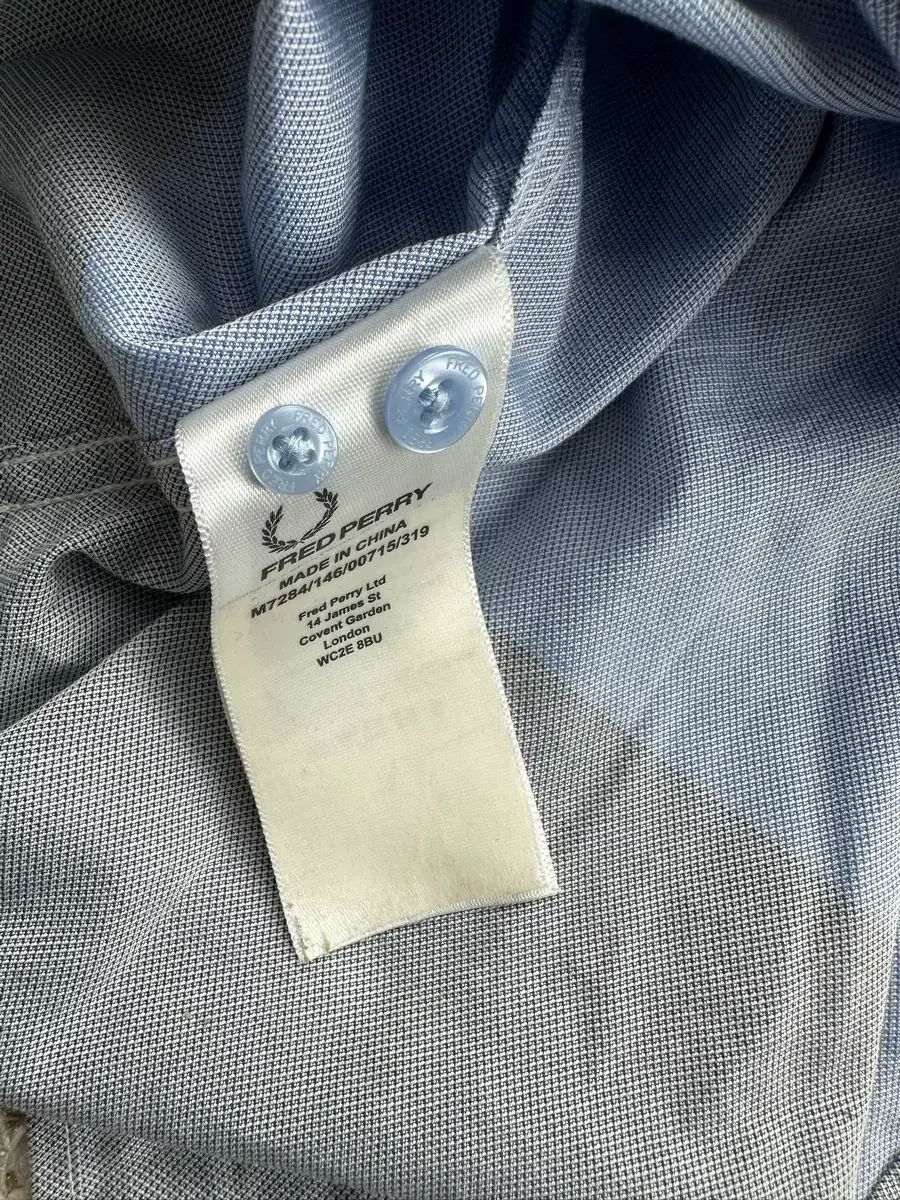 FRED PERRY
FRED PERRY
FRED PERRY
MADE IN CHINA
M7284/146/00715/319
Fred Perry Ltd
14 James St
Covent Garden
London
WC2E 8BU